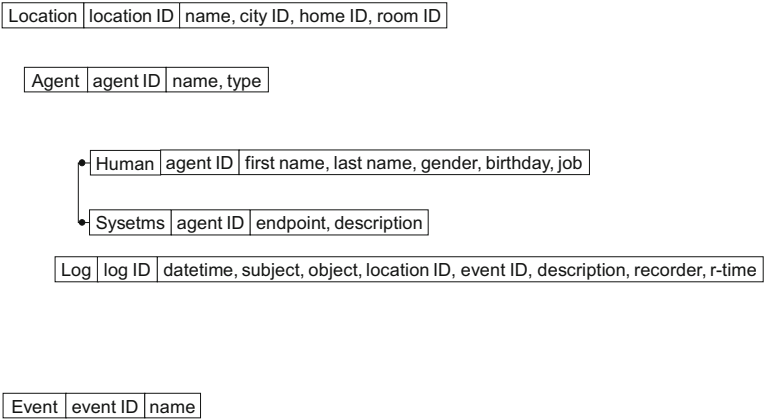 Location location ID name, city ID, home ID, room ID
Agent agent ID name, type
Human agent ID first name, last name, gender, birthday, job
Sysetms agent ID endpoint, description
Log log ID datetime, subject, object, location ID, event ID, description, recorder, r-time
Event event ID name